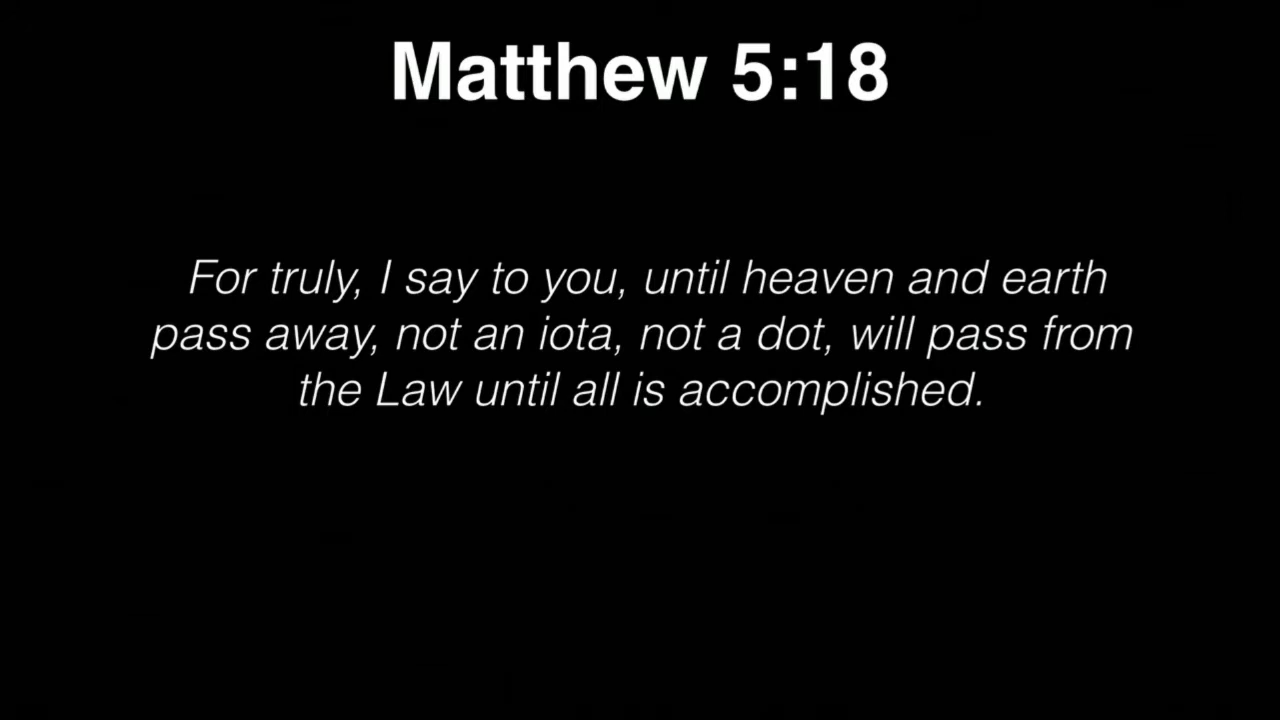 Matthew 5:18
For truly, I say to you, until heaven and earth
pass away, not an iota, not a dot, will pass from
the Law until all is accomplished.